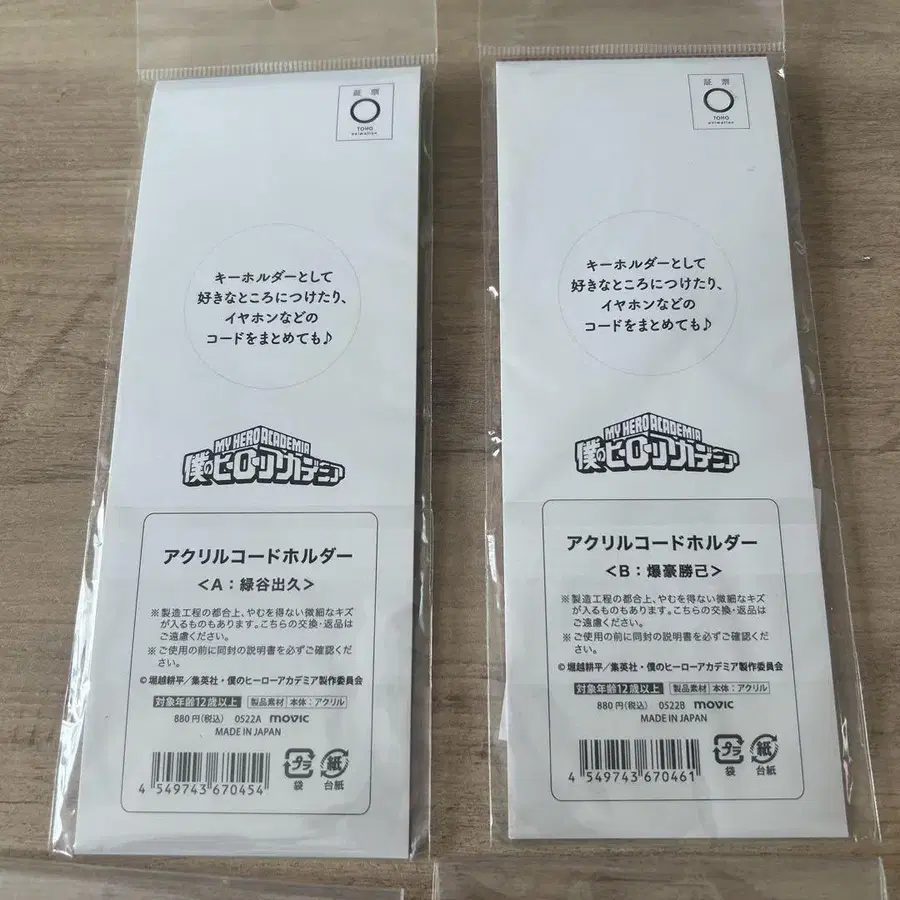 証票
TOHO
animation
キーホルダーとして
好きなところにつけたり、
イヤホンなどの
コードをまとめても♪
MY HERO ACADEMIA
僕のヒーローアカデミア
アクリルコードホルダー
<A:緑谷出久>
※製造工程の都合上、やむを得ない微細なキズ
が入るものもあります。こちらの交換・返品は
ご遠慮ください。
※ご使用の前に同封の説明書を必ずご確認くだ
さい。
©堀越耕平/集英社・僕のヒーローアカデミア製作委員会
対象年齢12歳以上 製品素材 本体:アクリル
880円(税込) 0522A movic
MADE IN JAPAN
4 549743 670454
プラ 袋
紙 台紙
証票
TOHO
animation
キーホルダーとして
好きなところにつけたり、
イヤホンなどの
コードをまとめても♪
MY HERO ACADEMIA
僕のヒーローアカデミア
アクリルコードホルダー
<B:爆豪勝己>
※製造工程の都合上、やむを得ない微細なキズ
が入るものもあります。こちらの交換・返品は
ご遠慮ください。
※ご使用の前に同封の説明書を必ずご確認くだ
さい。
©堀越耕平/集英社・僕のヒーローアカデミア製作委員会
対象年齢12歳以上 製品素材 本体:アクリル
880円(税込) 0522B movic
MADE IN JAPAN
4 549743 670461
プラ 袋
紙 台紙